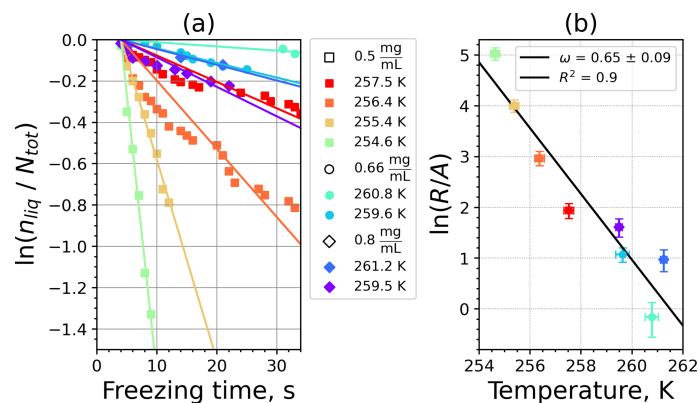 (a)
ln(n_liq / N_tot)
0.0
−0.2
−0.4
−0.6
−0.8
−1.0
−1.2
−1.4
0 10 20 30
Freezing time, s
0.5 mg/mL
257.5 K
256.4 K
255.4 K
254.6 K
0.66 mg/mL
260.8 K
259.6 K
0.8 mg/mL
261.2 K
259.5 K
(b)
ω = 0.65 ± 0.09
R² = 0.9
ln(R/A)
5
4
3
2
1
0
254 256 258 260 262
Temperature, K